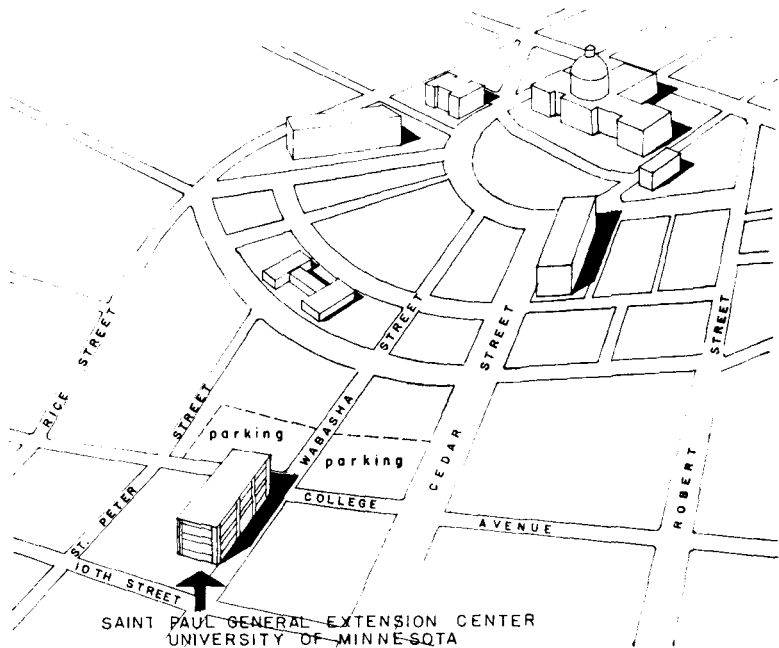 RICE STREET
STREET
STREET
STREET
STREET
WABASHA
parking
parking
CEDAR
ROBERT
ST. PETER
COLLEGE
AVENUE
10TH STREET
SAINT PAUL GENERAL EXTENSION CENTER
UNIVERSITY OF MINNESOTA